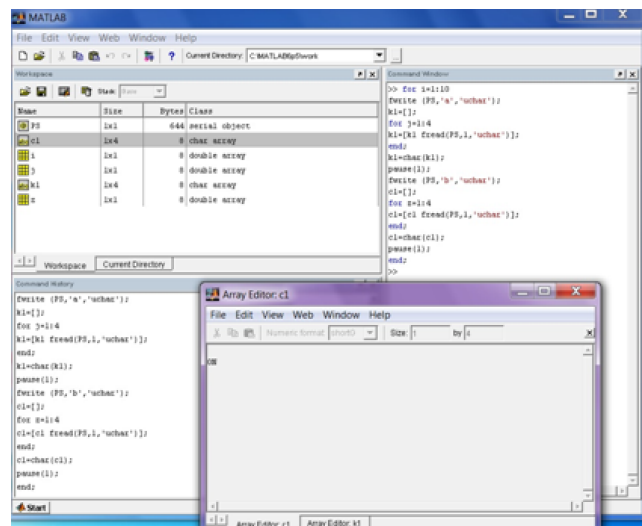 MATLAB
File Edit View Web Window Help
Current Directory: C:\MATLAB6p5\work
Workspace
Stack: Base
Name Size Bytes Class
PS 1x1 644 serial object
c1 1x4 8 char array
i 1x1 8 double array
j 1x1 8 double array
k1 1x4 8 char array
z 1x1 8 double array
Workspace Current Directory
Command History
fwrite (PS,'a','uchar');
k1=[];
for j=1:4
k1=[k1 fread(PS,1,'uchar')];
end;
k1=char(k1);
pause(1);
fwrite (PS,'b','uchar');
c1=[];
for z=1:4
c1=[c1 fread(PS,1,'uchar')];
end;
c1=char(c1);
pause(1);
end;
Start
Command Window
>> for i=1:10
fwrite (PS,'a','uchar');
k1=[];
for j=1:4
k1=[k1 fread(PS,1,'uchar')];
end;
k1=char(k1);
pause(1);
fwrite (PS,'b','uchar');
c1=[];
for z=1:4
c1=[c1 fread(PS,1,'uchar')];
end;
c1=char(c1);
pause(1);
end;
>>
Array Editor: c1
File Edit View Web Window Help
Numeric format: shortG Size: 1 by 4
ON
Array Editor: c1 Array Editor: k1